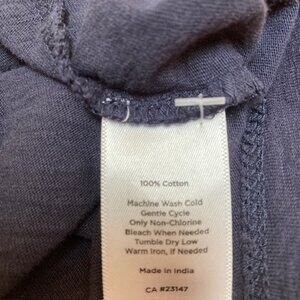 100% Cotton
Machine Wash Cold
Gentle Cycle
Only Non-Chlorine
Bleach When Needed
Tumble Dry Low
Warm Iron, if Needed
Made in India
CA #23147